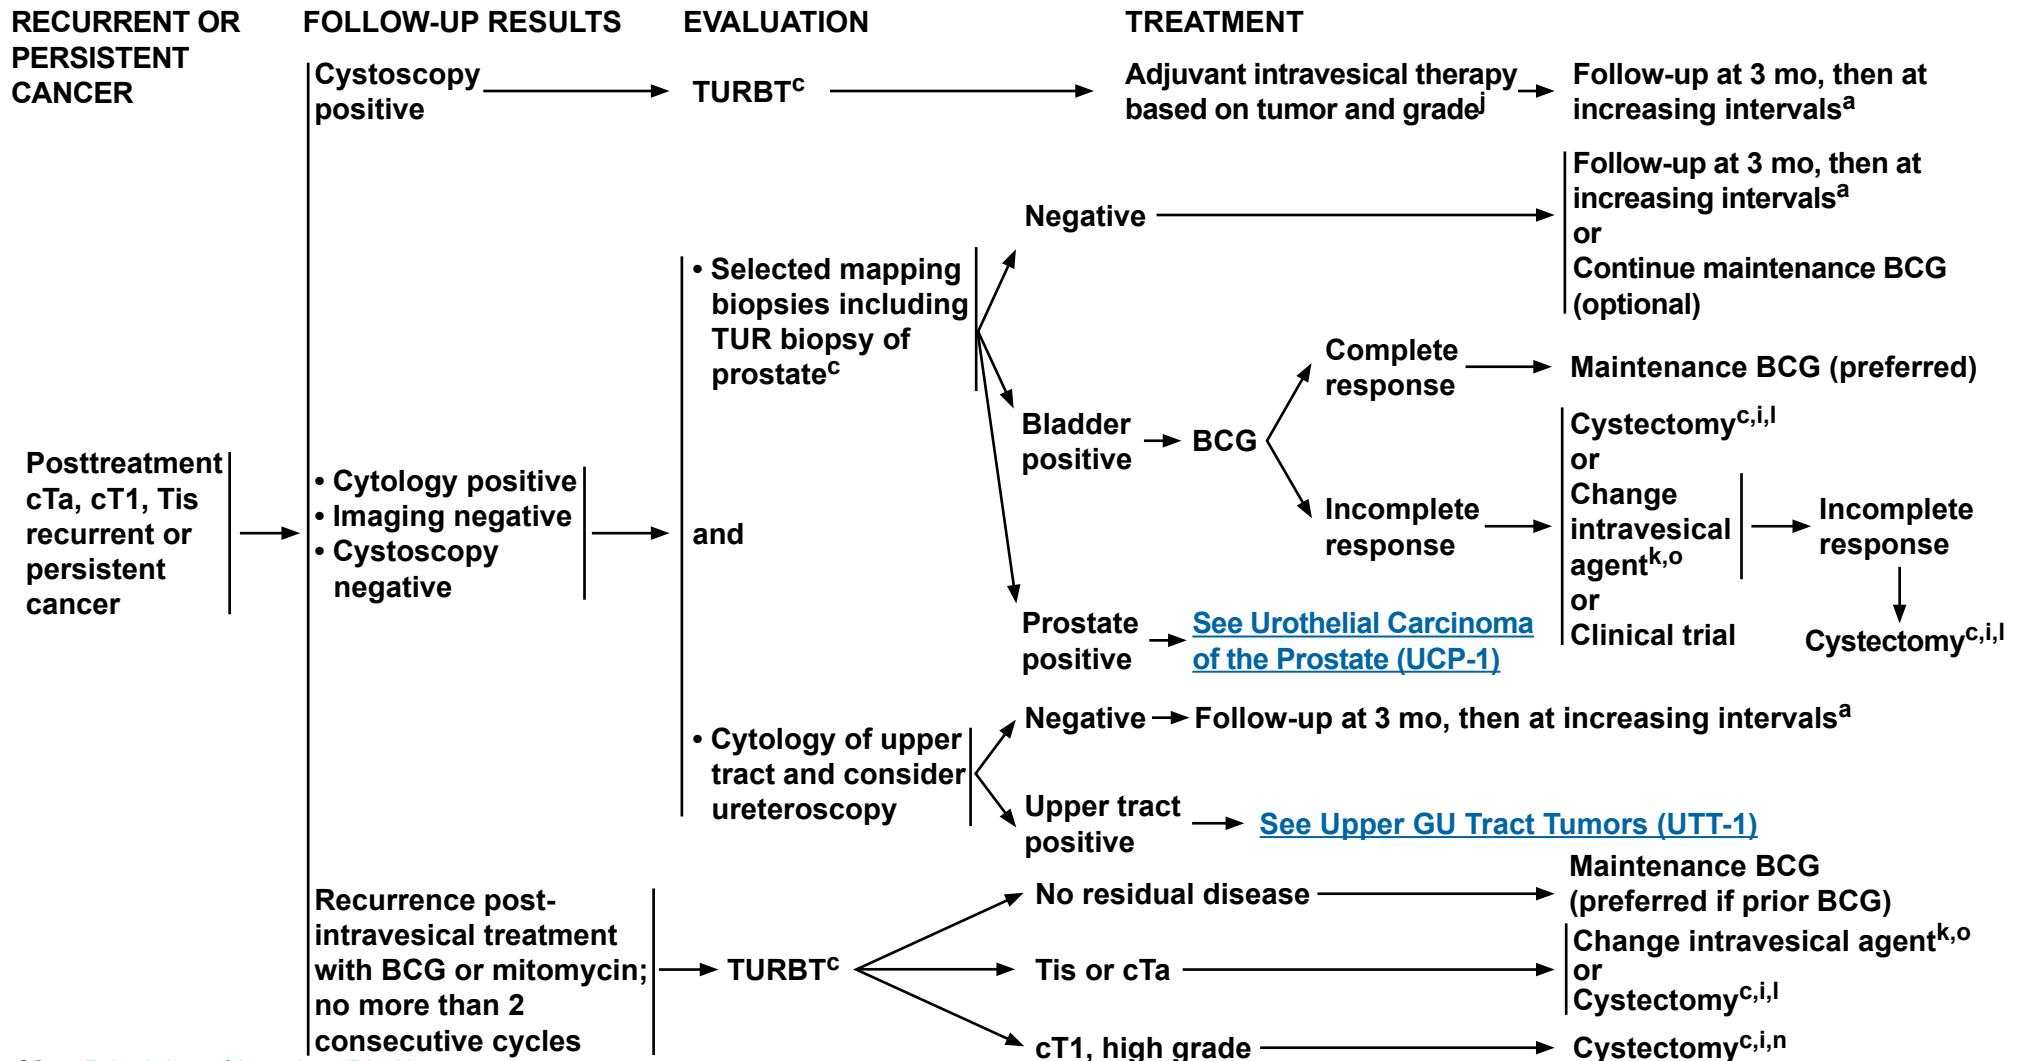 RECURRENT OR
PERSISTENT
CANCER
FOLLOW-UP RESULTS
EVALUATION
TREATMENT
Cystoscopy
positive
TURBTc
Adjuvant intravesical therapy
based on tumor and gradej
Follow-up at 3 mo, then at
increasing intervalsa
Posttreatment
cTa, cT1, Tis
recurrent or
persistent
cancer
• Cytology positive
• Imaging negative
• Cystoscopy
negative
• Selected mapping
biopsies including
TUR biopsy of
prostatec
and
• Cytology of upper
tract and consider
ureteroscopy
Negative
Follow-up at 3 mo, then at
increasing intervalsa
or
Continue maintenance BCG
(optional)
Bladder
positive
BCG
Complete
response
Maintenance BCG (preferred)
Incomplete
response
Cystectomyc,i,l
or
Change
intravesical
agentk,o
or
Clinical trial
Incomplete
response
Cystectomyc,i,l
Prostate
positive
See Urothelial Carcinoma
of the Prostate (UCP-1)
Negative
Follow-up at 3 mo, then at increasing intervalsa
Upper tract
positive
See Upper GU Tract Tumors (UTT-1)
Recurrence post-
intravesical treatment
with BCG or mitomycin;
no more than 2
consecutive cycles
TURBTc
No residual disease
Maintenance BCG
(preferred if prior BCG)
Tis or cTa
Change intravesical agentk,o
or
Cystectomyc,i,l
cT1, high grade
Cystectomyc,i,n